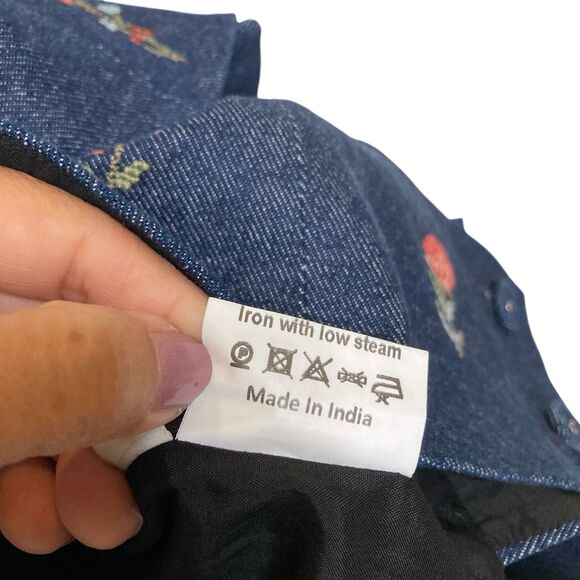 Iron with low steam
P
Made In India